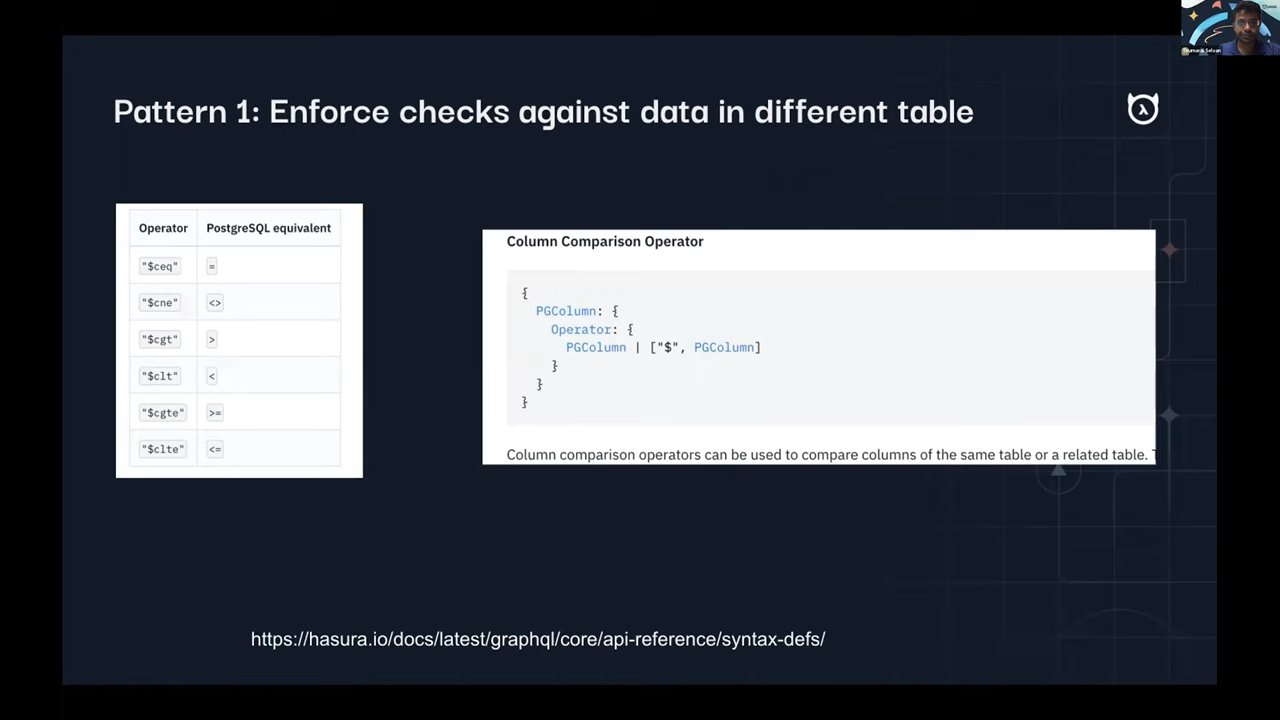 Pattern 1: Enforce checks against data in different table
Operator PostgreSQL equivalent
"$ceq" =
"$cne" <>
"$cgt" >
"$clt" <
"$cgte" >=
"$clte" <=
Column Comparison Operator
{
PGColumn: {
Operator: {
PGColumn | ["$", PGColumn]
}
}
}
Column comparison operators can be used to compare columns of the same table or a related table.
https://hasura.io/docs/latest/graphql/core/api-reference/syntax-defs/